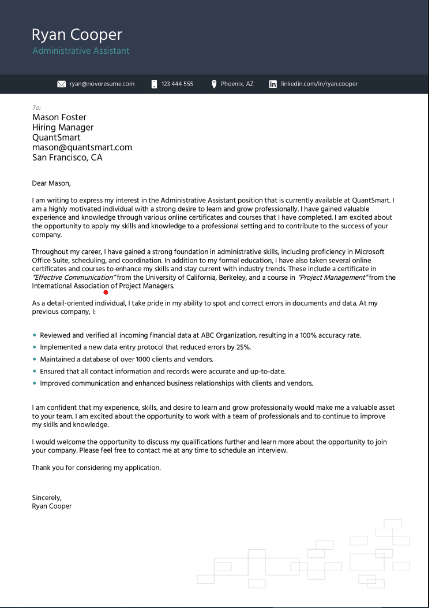 Ryan Cooper
Administrative Assistant
ryan@novoresume.com 123 444 555 Phoenix, AZ linkedin.com/in/ryan.cooper
To:
Mason Foster
Hiring Manager
QuantSmart
mason@quantsmart.com
San Francisco, CA
Dear Mason,
I am writing to express my interest in the Administrative Assistant position that is currently available at QuantSmart. I
am a highly motivated individual with a strong desire to learn and grow professionally. I have gained valuable
experience and knowledge through various online certificates and courses that I have completed. I am excited about
the opportunity to apply my skills and knowledge to a professional setting and to contribute to the success of your
company.
Throughout my career, I have gained a strong foundation in administrative skills, including proficiency in Microsoft
Office Suite, scheduling, and coordination. In addition to my formal education, I have also taken several online
certificates and courses to enhance my skills and stay current with industry trends. These include a certificate in
"Effective Communication" from the University of California, Berkeley, and a course in "Project Management" from the
International Association of Project Managers.
As a detail-oriented individual, I take pride in my ability to spot and correct errors in documents and data. At my
previous company, I:
• Reviewed and verified all incoming financial data at ABC Organization, resulting in a 100% accuracy rate.
• Implemented a new data entry protocol that reduced errors by 25%.
• Maintained a database of over 1000 clients and vendors.
• Ensured that all contact information and records were accurate and up-to-date.
• Improved communication and enhanced business relationships with clients and vendors.
I am confident that my experience, skills, and desire to learn and grow professionally would make me a valuable asset
to your team. I am excited about the opportunity to work with a team of professionals and to continue to improve
my skills and knowledge.
I would welcome the opportunity to discuss my qualifications further and learn more about the opportunity to join
your company. Please feel free to contact me at any time to schedule an interview.
Thank you for considering my application.
Sincerely,
Ryan Cooper